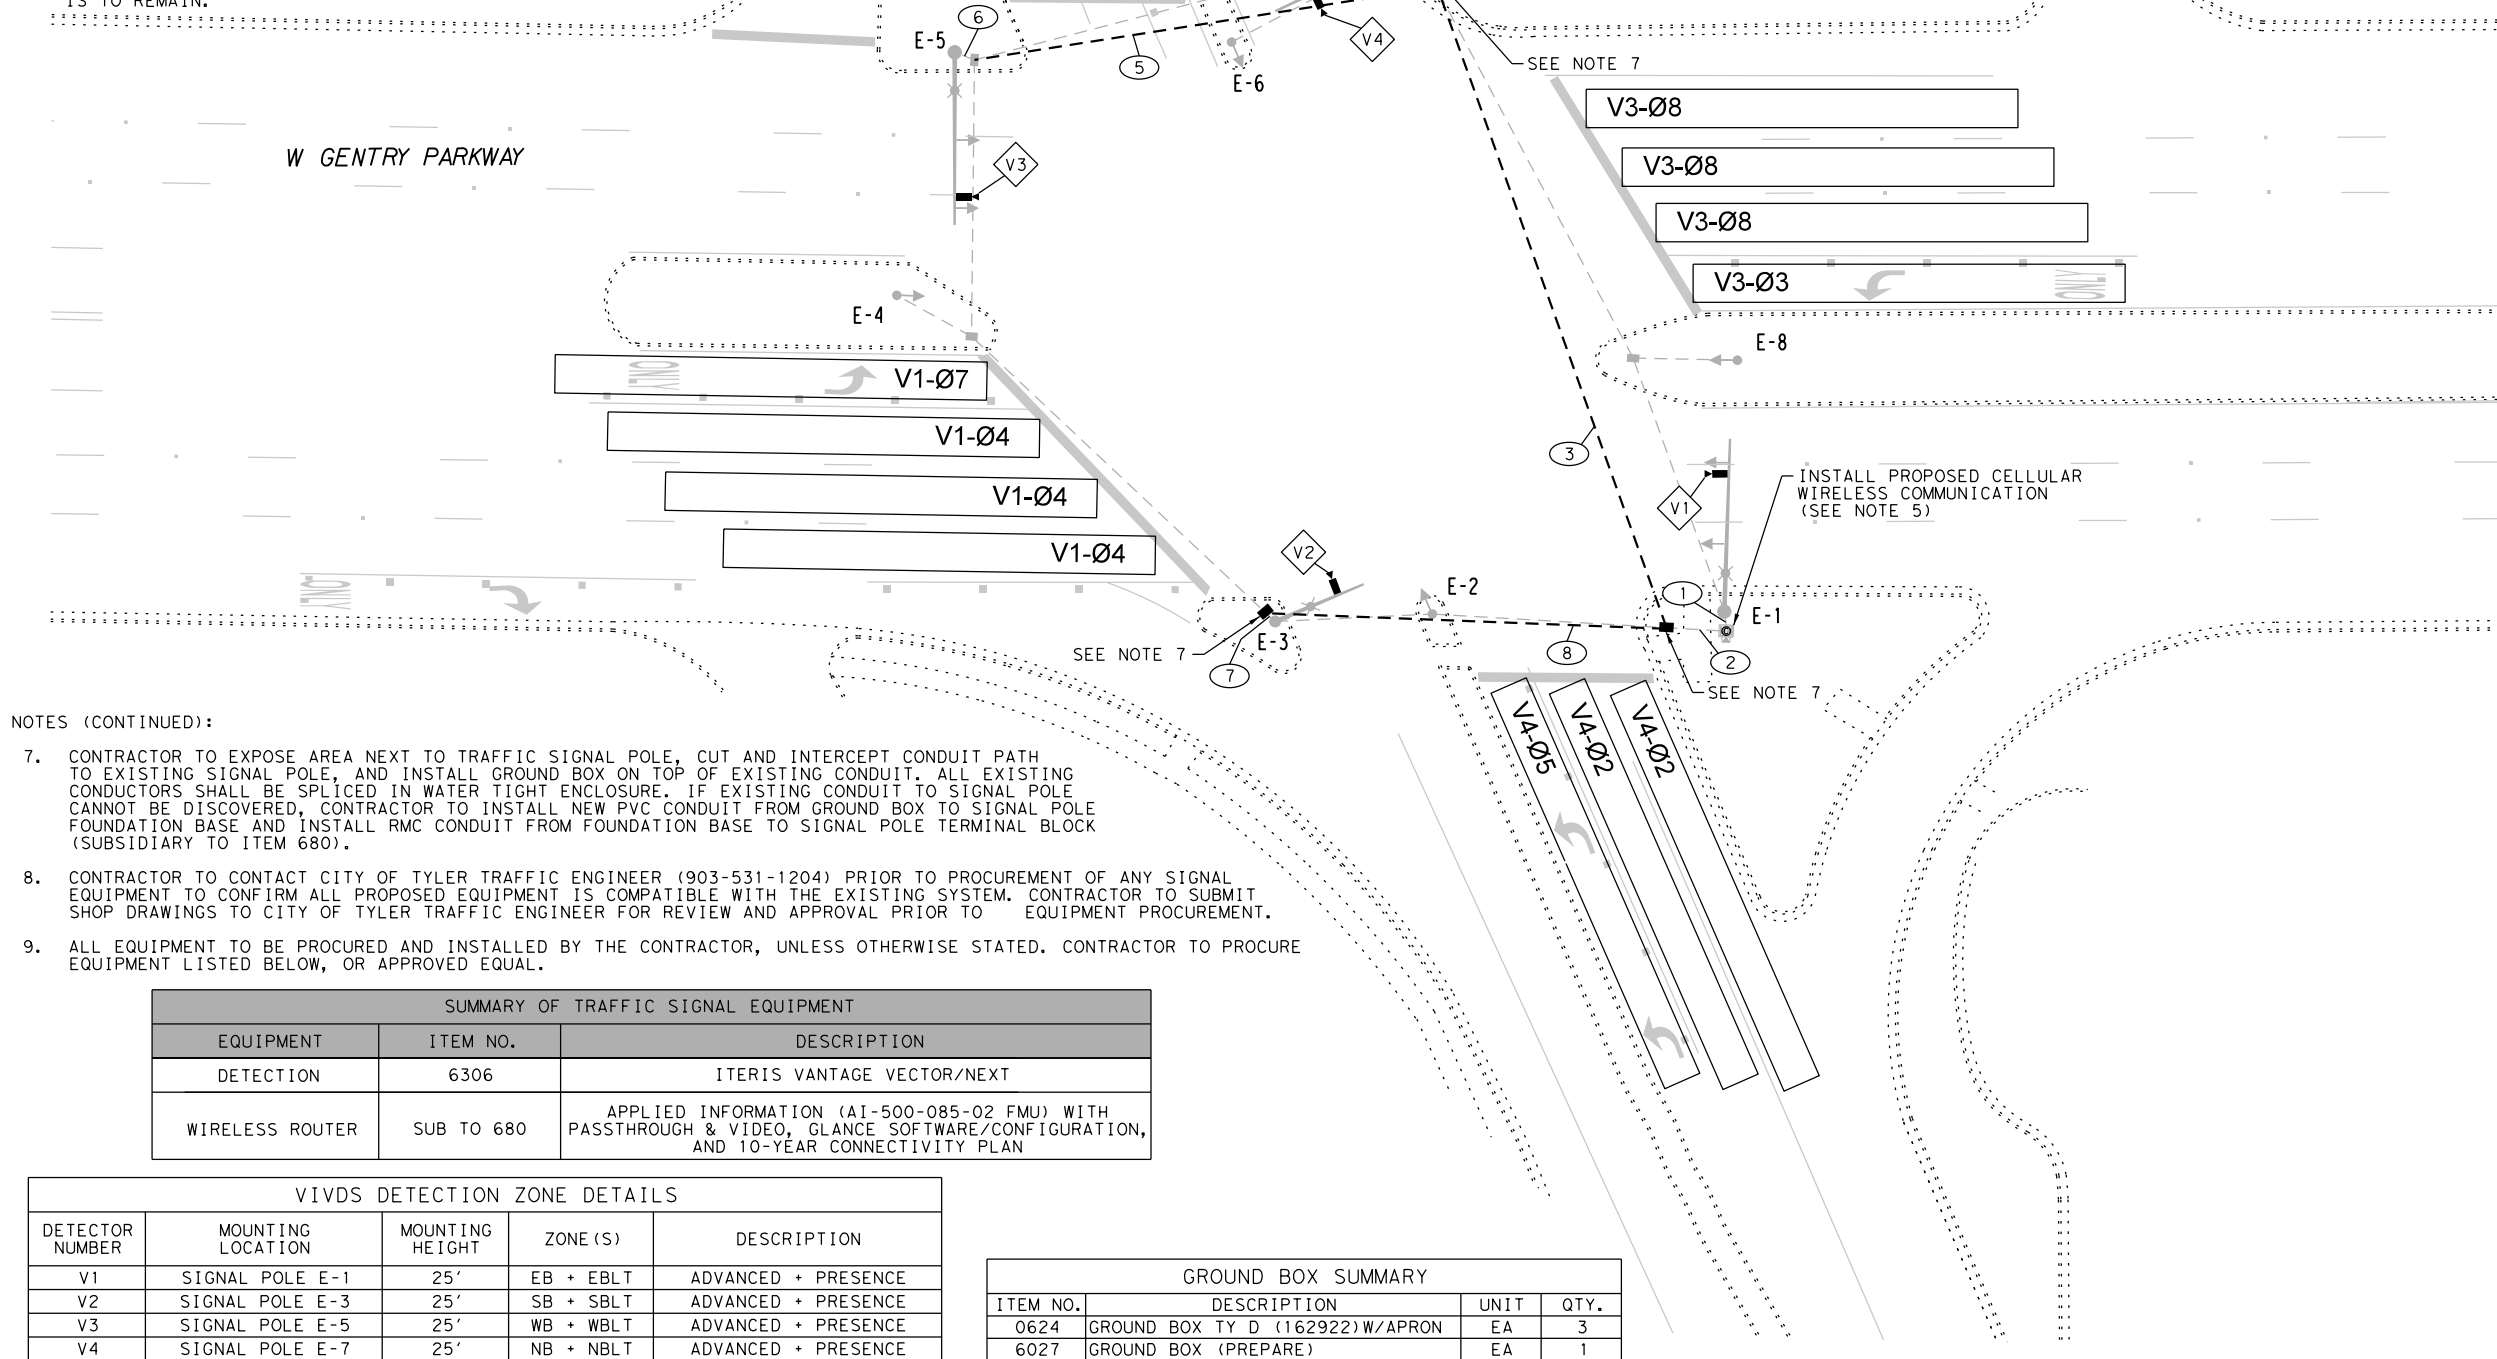 IS TO REMAIN.
6
E-5
5
V4
E-6
SEE NOTE 7
V3-Ø8
W GENTRY PARKWAY
V3
V3-Ø8
V3-Ø8
V3-Ø3
ONLY
E-4
E-8
ONLY
V1-Ø7
V1-Ø4
3
V1-Ø4
V1
INSTALL PROPOSED CELLULAR
WIRELESS COMMUNICATION
(SEE NOTE 5)
V1-Ø4
V2
ONLY
E-2
1
E-1
E-3
SEE NOTE 7
7
8
2
SEE NOTE 7
V4-Ø5
V4-Ø2
V4-Ø2
NOTES (CONTINUED):
7. CONTRACTOR TO EXPOSE AREA NEXT TO TRAFFIC SIGNAL POLE, CUT AND INTERCEPT CONDUIT PATH
TO EXISTING SIGNAL POLE, AND INSTALL GROUND BOX ON TOP OF EXISTING CONDUIT. ALL EXISTING
CONDUCTORS SHALL BE SPLICED IN WATER TIGHT ENCLOSURE. IF EXISTING CONDUIT TO SIGNAL POLE
CANNOT BE DISCOVERED, CONTRACTOR TO INSTALL NEW PVC CONDUIT FROM GROUND BOX TO SIGNAL POLE
FOUNDATION BASE AND INSTALL RMC CONDUIT FROM FOUNDATION BASE TO SIGNAL POLE TERMINAL BLOCK
(SUBSIDIARY TO ITEM 680).
8. CONTRACTOR TO CONTACT CITY OF TYLER TRAFFIC ENGINEER (903-531-1204) PRIOR TO PROCUREMENT OF ANY SIGNAL
EQUIPMENT TO CONFIRM ALL PROPOSED EQUIPMENT IS COMPATIBLE WITH THE EXISTING SYSTEM. CONTRACTOR TO SUBMIT
SHOP DRAWINGS TO CITY OF TYLER TRAFFIC ENGINEER FOR REVIEW AND APPROVAL PRIOR TO EQUIPMENT PROCUREMENT.
9. ALL EQUIPMENT TO BE PROCURED AND INSTALLED BY THE CONTRACTOR, UNLESS OTHERWISE STATED. CONTRACTOR TO PROCURE
EQUIPMENT LISTED BELOW, OR APPROVED EQUAL.
SUMMARY OF TRAFFIC SIGNAL EQUIPMENT
EQUIPMENT ITEM NO. DESCRIPTION
DETECTION 6306 ITERIS VANTAGE VECTOR/NEXT
WIRELESS ROUTER SUB TO 680 APPLIED INFORMATION (AI-500-085-02 FMU) WITH
PASSTHROUGH & VIDEO, GLANCE SOFTWARE/CONFIGURATION,
AND 10-YEAR CONNECTIVITY PLAN
VIVDS DETECTION ZONE DETAILS
DETECTOR NUMBER MOUNTING LOCATION MOUNTING HEIGHT ZONE(S) DESCRIPTION
V1 SIGNAL POLE E-1 25' EB + EBLT ADVANCED + PRESENCE
V2 SIGNAL POLE E-3 25' SB + SBLT ADVANCED + PRESENCE
V3 SIGNAL POLE E-5 25' WB + WBLT ADVANCED + PRESENCE
V4 SIGNAL POLE E-7 25' NB + NBLT ADVANCED + PRESENCE
GROUND BOX SUMMARY
ITEM NO. DESCRIPTION UNIT QTY.
0624 GROUND BOX TY D (162922)W/APRON EA 3
6027 GROUND BOX (PREPARE) EA 1